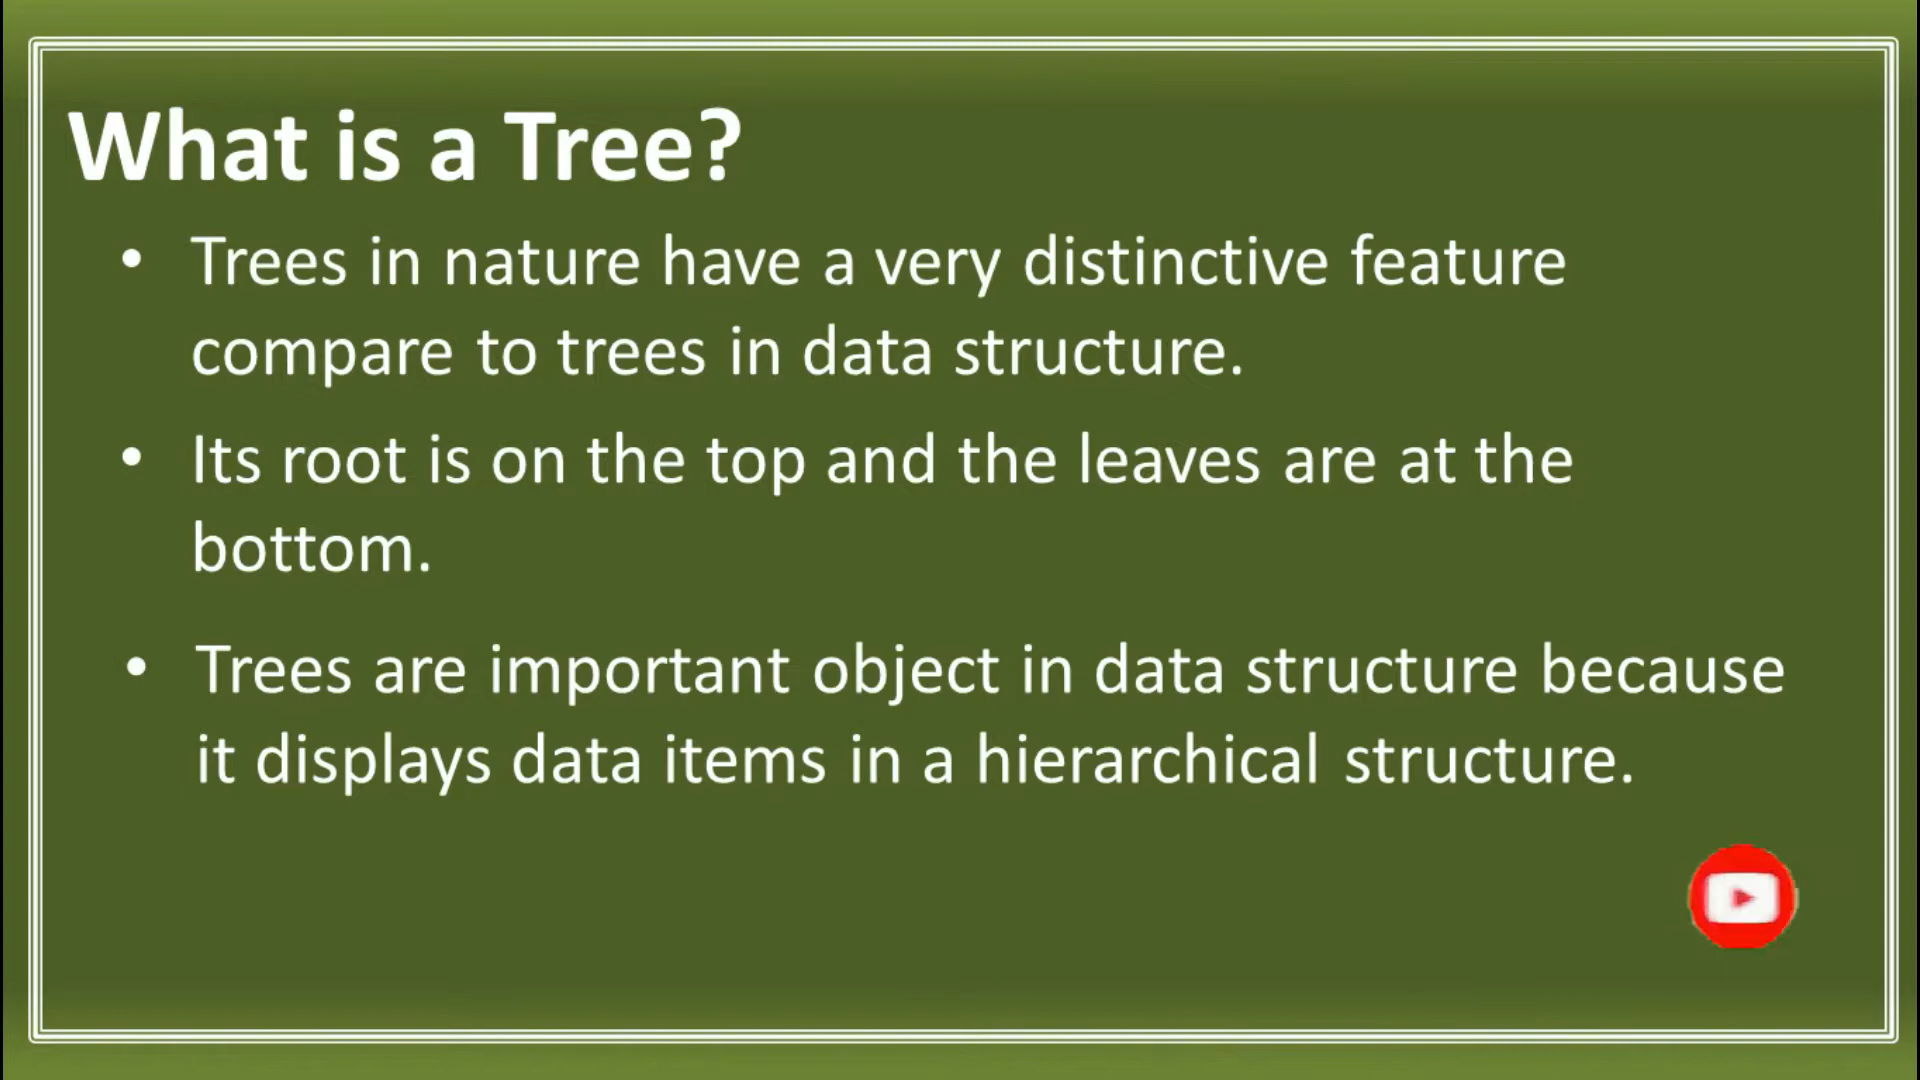 What is a Tree?
• Trees in nature have a very distinctive feature
compare to trees in data structure.
• Its root is on the top and the leaves are at the
bottom.
• Trees are important object in data structure because
it displays data items in a hierarchical structure.